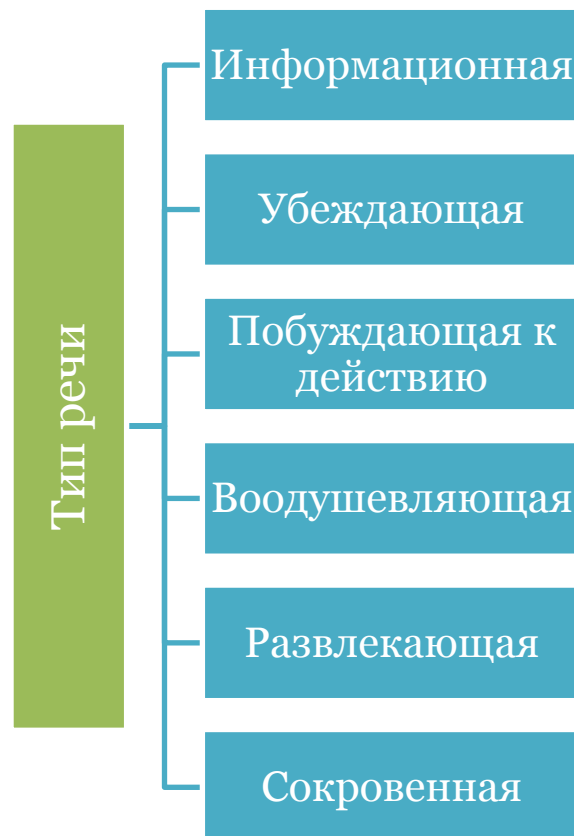 Тип речи
Информационная
Убеждающая
Побуждающая к
действию
Воодушевляющая
Развлекающая
Сокровенная